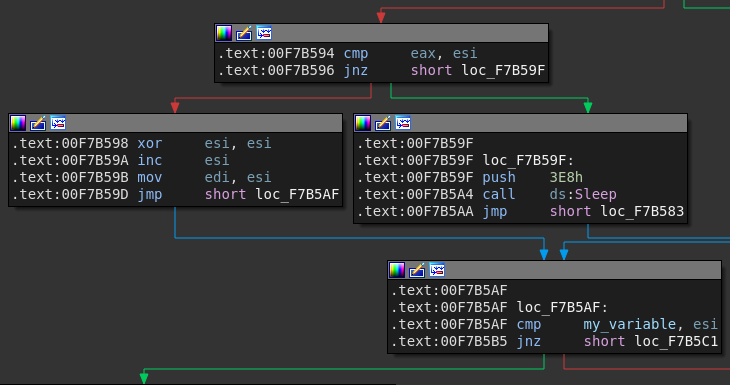 .text:00F7B594 cmp     eax, esi
.text:00F7B596 jnz     short loc_F7B59F
.text:00F7B598 xor     esi, esi
.text:00F7B59A inc     esi
.text:00F7B59B mov     edi, esi
.text:00F7B59D jmp     short loc_F7B5AF
.text:00F7B59F
.text:00F7B59F loc_F7B59F:
.text:00F7B59F push    3E8h
.text:00F7B5A4 call    ds:Sleep
.text:00F7B5AA jmp     short loc_F7B583
.text:00F7B5AF
.text:00F7B5AF loc_F7B5AF:
.text:00F7B5AF cmp     my_variable, esi
.text:00F7B5B5 jnz     short loc_F7B5C1